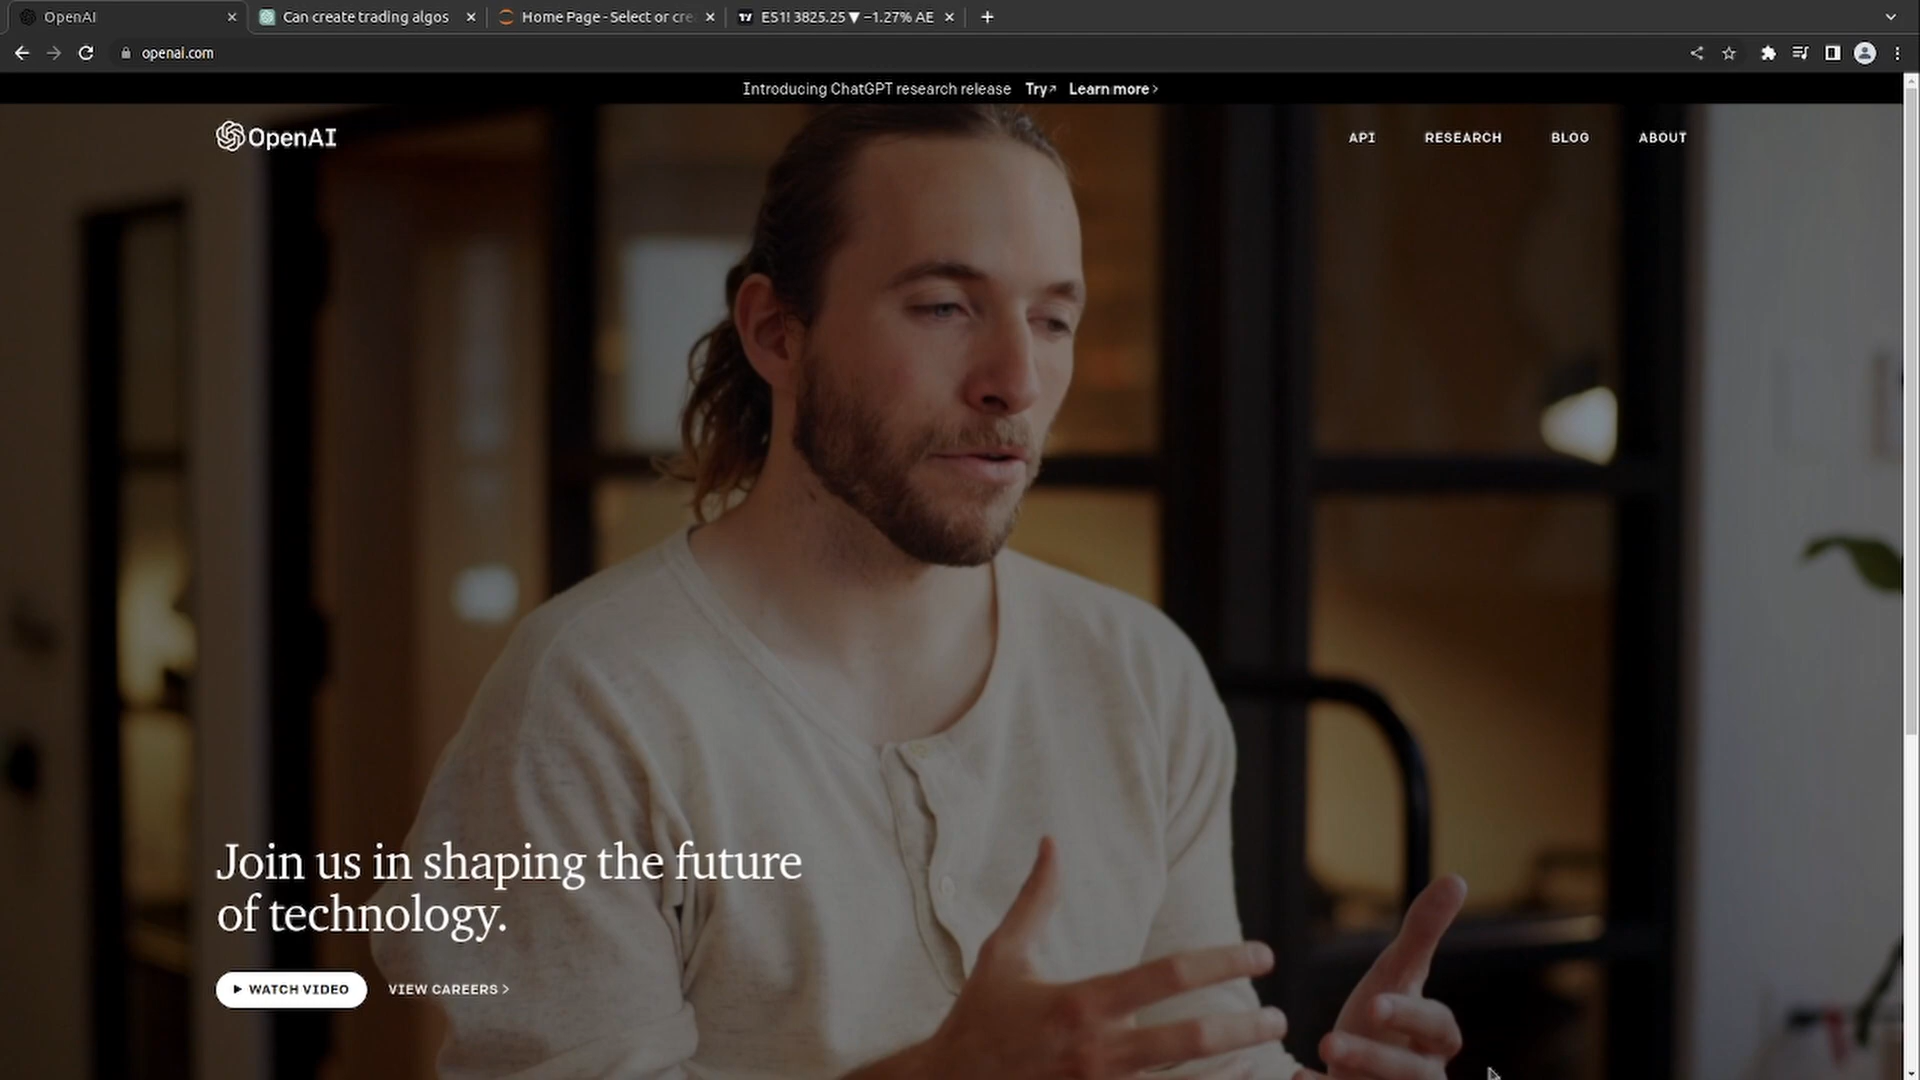 OpenAI
Can create trading algos
Home Page - Select or cre
ES1! 3825.25 ▼ −1.27% AE
openai.com
Introducing ChatGPT research release Try↗ Learn more >
OpenAI
API RESEARCH BLOG ABOUT
Join us in shaping the future
of technology.
▶ WATCH VIDEO VIEW CAREERS >